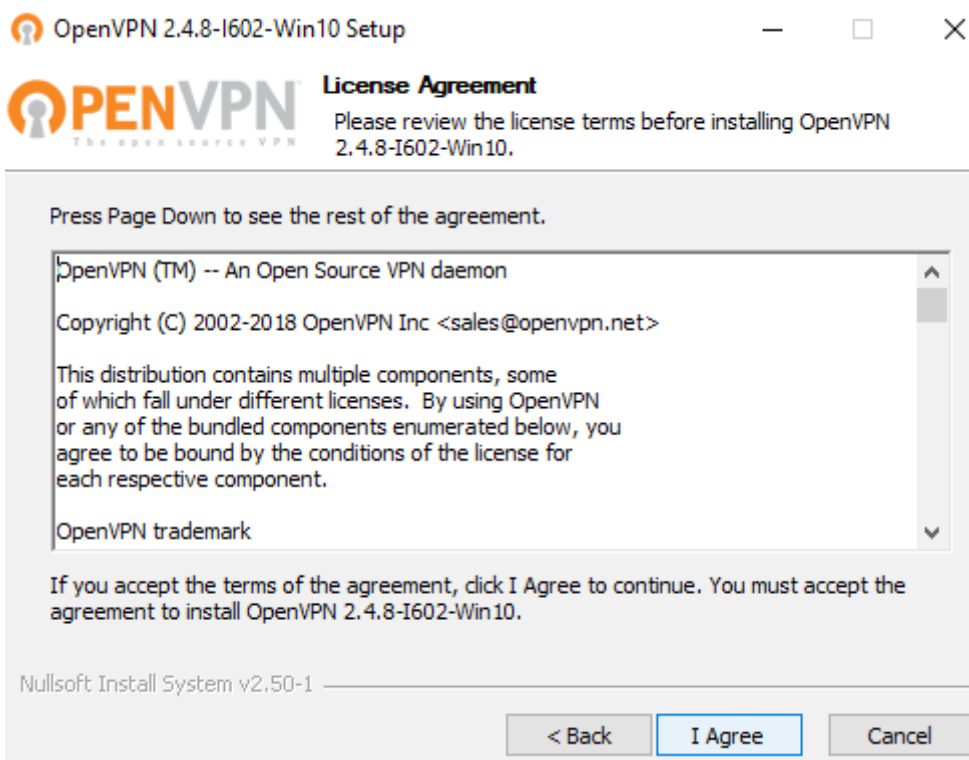 OpenVPN 2.4.8-I602-Win10 Setup
OPENVPN
The open source VPN
License Agreement
Please review the license terms before installing OpenVPN
2.4.8-I602-Win10.
Press Page Down to see the rest of the agreement.
OpenVPN (TM) -- An Open Source VPN daemon
Copyright (C) 2002-2018 OpenVPN Inc <sales@openvpn.net>
This distribution contains multiple components, some
of which fall under different licenses.  By using OpenVPN
or any of the bundled components enumerated below, you
agree to be bound by the conditions of the license for
each respective component.
OpenVPN trademark
If you accept the terms of the agreement, click I Agree to continue. You must accept the
agreement to install OpenVPN 2.4.8-I602-Win10.
Nullsoft Install System v2.50-1
< Back
I Agree
Cancel